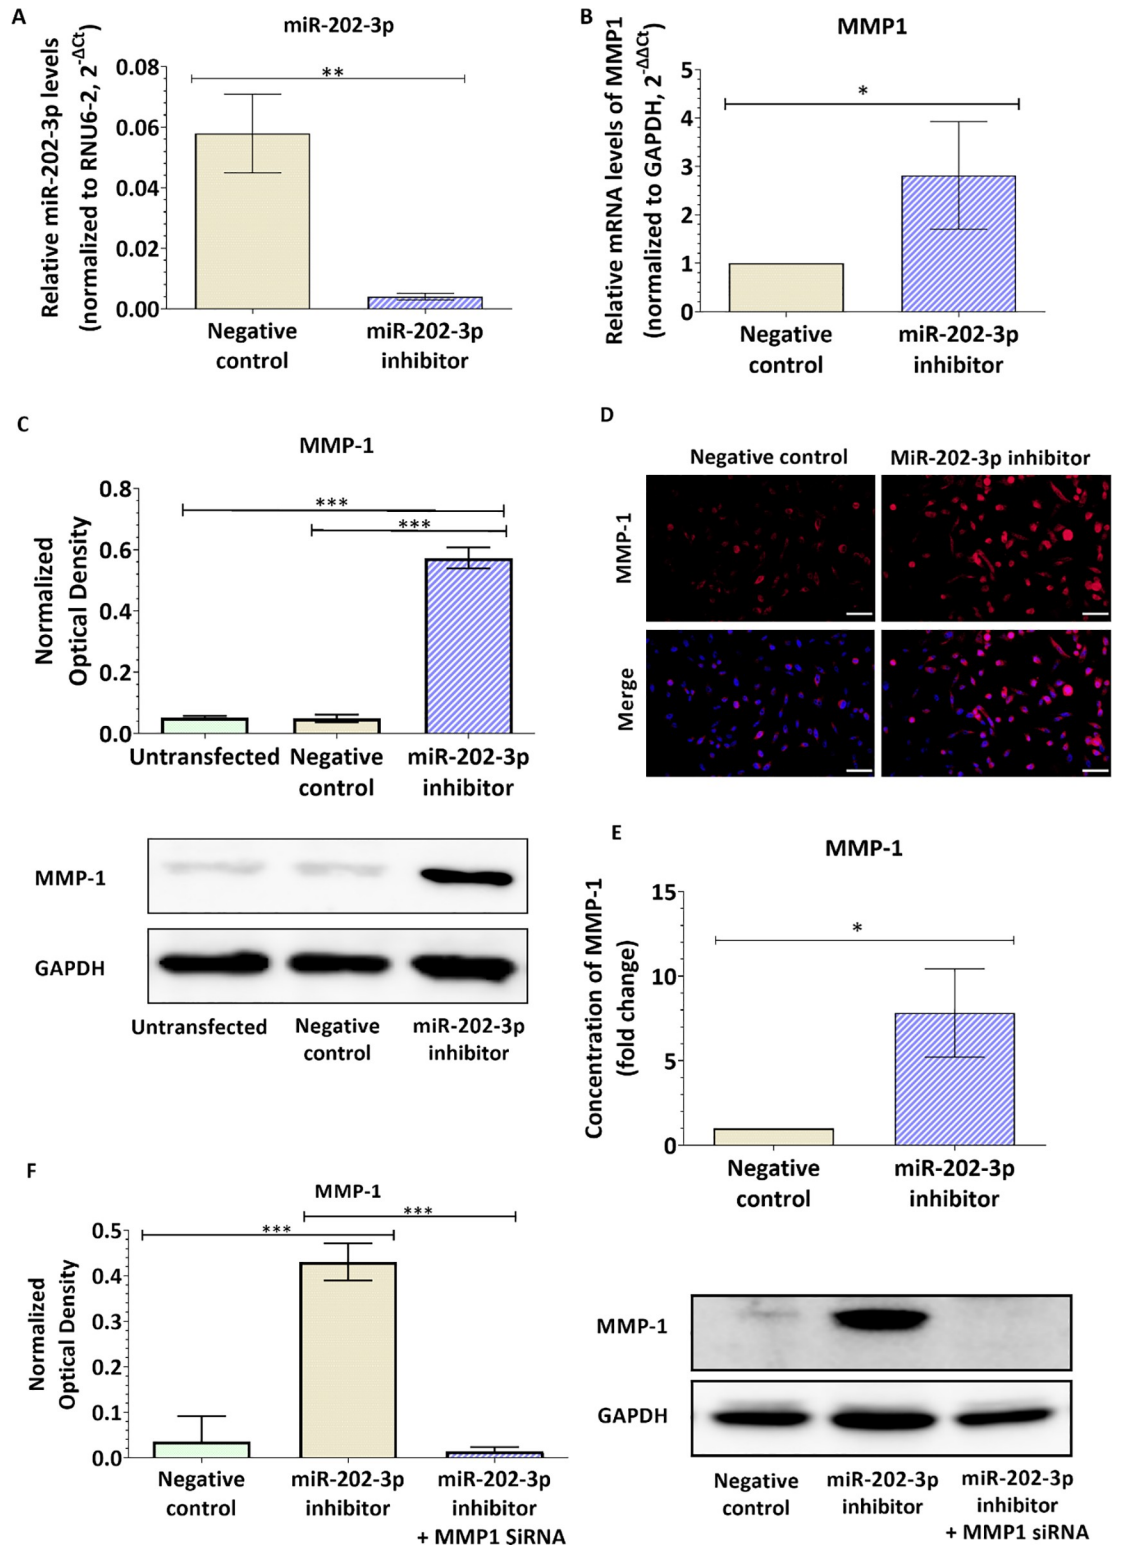 A
miR-202-3p
Relative miR-202-3p levels
(normalized to RNU6-2, 2^-ΔCt)
0.08
0.06
0.04
0.02
0.00
**
Negative
control
miR-202-3p
inhibitor
B
MMP1
Relative mRNA levels of MMP1
(normalized to GAPDH, 2^-ΔΔCt)
5
4
3
2
1
0
*
Negative
control
miR-202-3p
inhibitor
C
MMP-1
Normalized
Optical Density
0.8
0.6
0.4
0.2
0.0
***
***
Untransfected
Negative
control
miR-202-3p
inhibitor
MMP-1
GAPDH
Untransfected
Negative
control
miR-202-3p
inhibitor
D
Negative control
MiR-202-3p inhibitor
MMP-1
Merge
E
MMP-1
Concentration of MMP-1
(fold change)
15
10
5
0
*
Negative
control
miR-202-3p
inhibitor
F
MMP-1
Normalized
Optical Density
0.5
0.4
0.3
0.2
0.1
0.0
***
***
Negative
control
miR-202-3p
inhibitor
miR-202-3p
inhibitor
+ MMP1 SiRNA
MMP-1
GAPDH
Negative
control
miR-202-3p
inhibitor
miR-202-3p
inhibitor
+ MMP1 siRNA